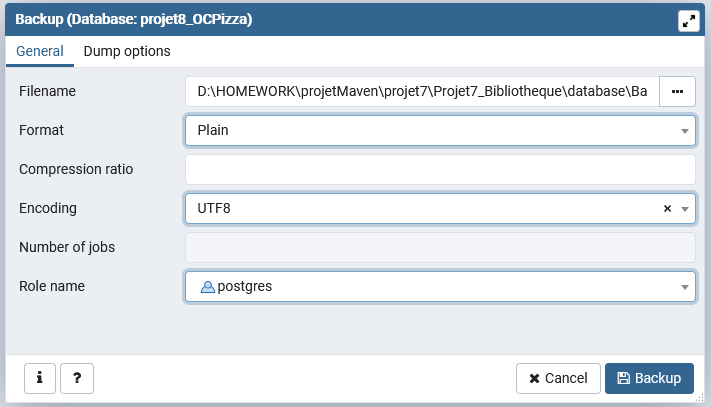 Backup (Database: projet8_OCPizza)
General Dump options
Filename D:\HOMEWORK\projetMaven\projet7\Projet7_Bibliotheque\database\Ba
Format Plain
Compression ratio
Encoding UTF8
Number of jobs
Role name postgres
i ? Cancel Backup